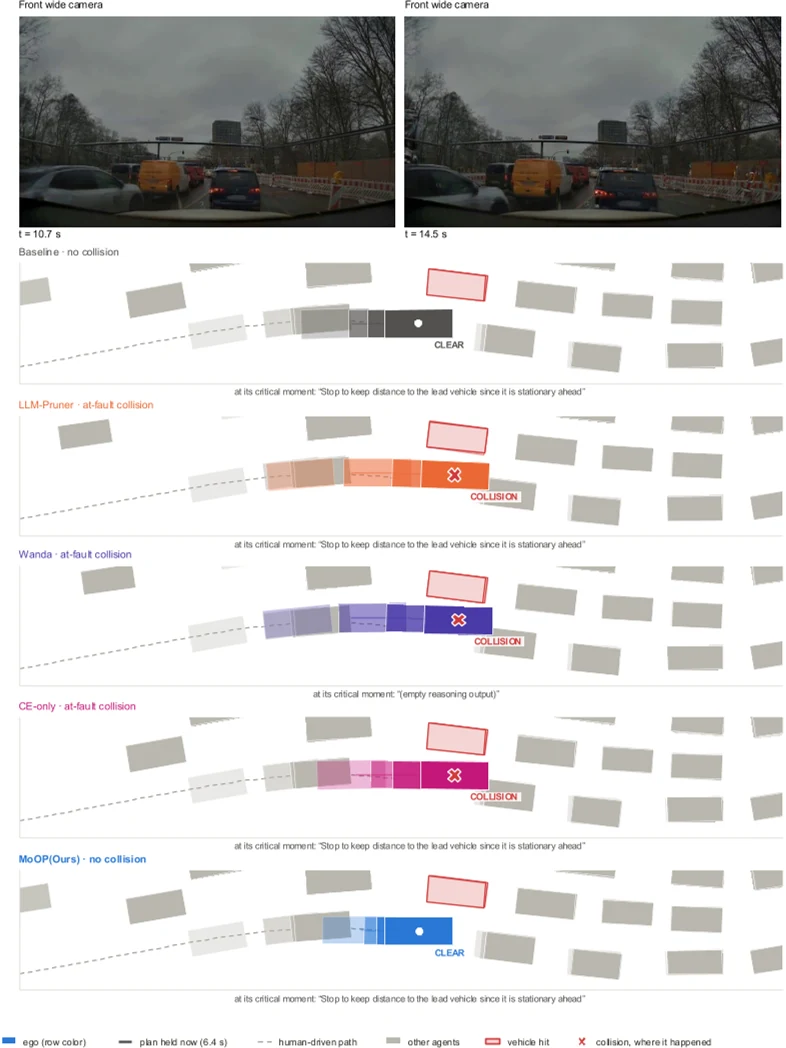 Front wide camera
Front wide camera
t = 10.7 s
t = 14.5 s
Baseline · no collision
CLEAR
at its critical moment: “Stop to keep distance to the lead vehicle since it is stationary ahead”
LLM-Pruner · at-fault collision
COLLISION
at its critical moment: “Stop to keep distance to the lead vehicle since it is stationary ahead”
Wanda · at-fault collision
COLLISION
at its critical moment: “(empty reasoning output)”
CE-only · at-fault collision
COLLISION
at its critical moment: “Stop to keep distance to the lead vehicle since it is stationary ahead”
MoOP(Ours) · no collision
CLEAR
at its critical moment: “Stop to keep distance to the lead vehicle since it is stationary ahead”
ego (row color) plan held now (6.4 s) human-driven path other agents vehicle hit collision, where it happened